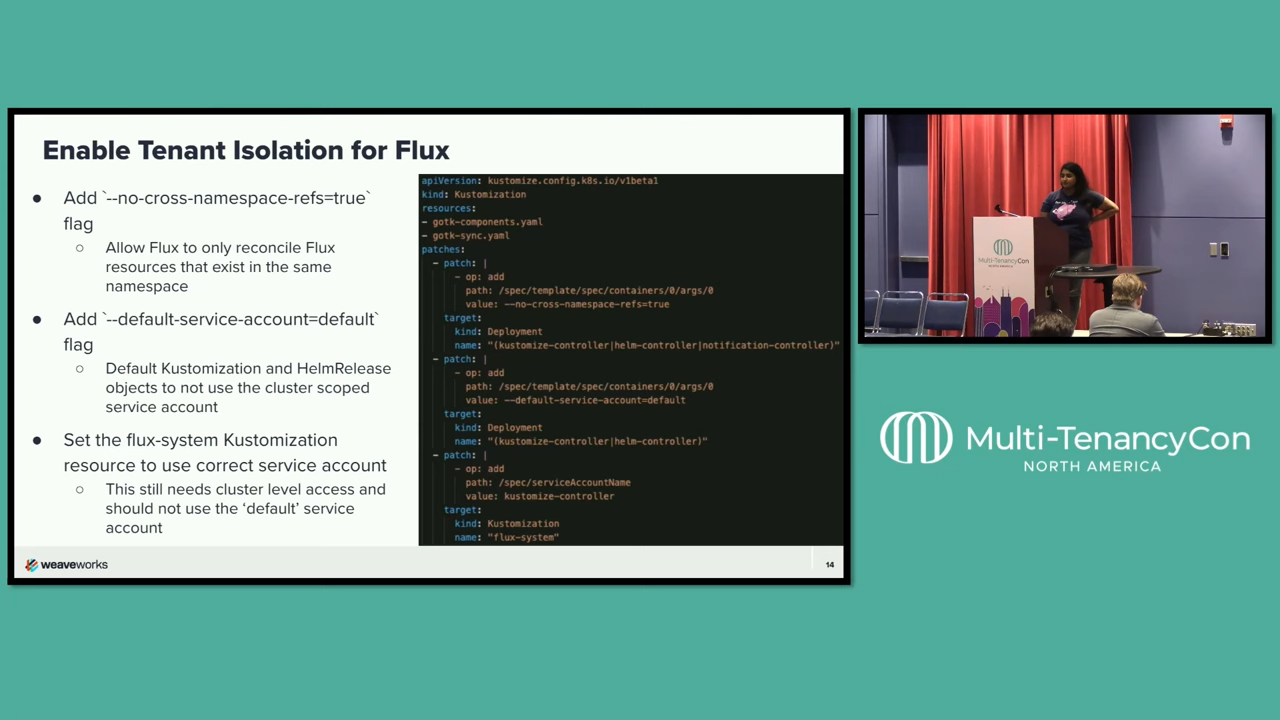 Enable Tenant Isolation for Flux
● Add `--no-cross-namespace-refs=true`
flag
○ Allow Flux to only reconcile Flux
resources that exist in the same
namespace
● Add `--default-service-account=default`
flag
○ Default Kustomization and HelmRelease
objects to not use the cluster scoped
service account
● Set the flux-system Kustomization
resource to use correct service account
○ This still needs cluster level access and
should not use the ‘default’ service
account
apiVersion: kustomize.config.k8s.io/v1beta1
kind: Kustomization
resources:
- gotk-components.yaml
- gotk-sync.yaml
patches:
  - patch: |
      - op: add
        path: /spec/template/spec/containers/0/args/0
        value: --no-cross-namespace-refs=true
    target:
      kind: Deployment
      name: "(kustomize-controller|helm-controller|notification-controller)"
  - patch: |
      - op: add
        path: /spec/template/spec/containers/0/args/0
        value: --default-service-account=default
    target:
      kind: Deployment
      name: "(kustomize-controller|helm-controller)"
  - patch: |
      - op: add
        path: /spec/serviceAccountName
        value: kustomize-controller
    target:
      kind: Kustomization
      name: "flux-system"
weaveworks
14
Multi-TenancyCon
NORTH AMERICA
Multi-TenancyCon
NORTH AMERICA